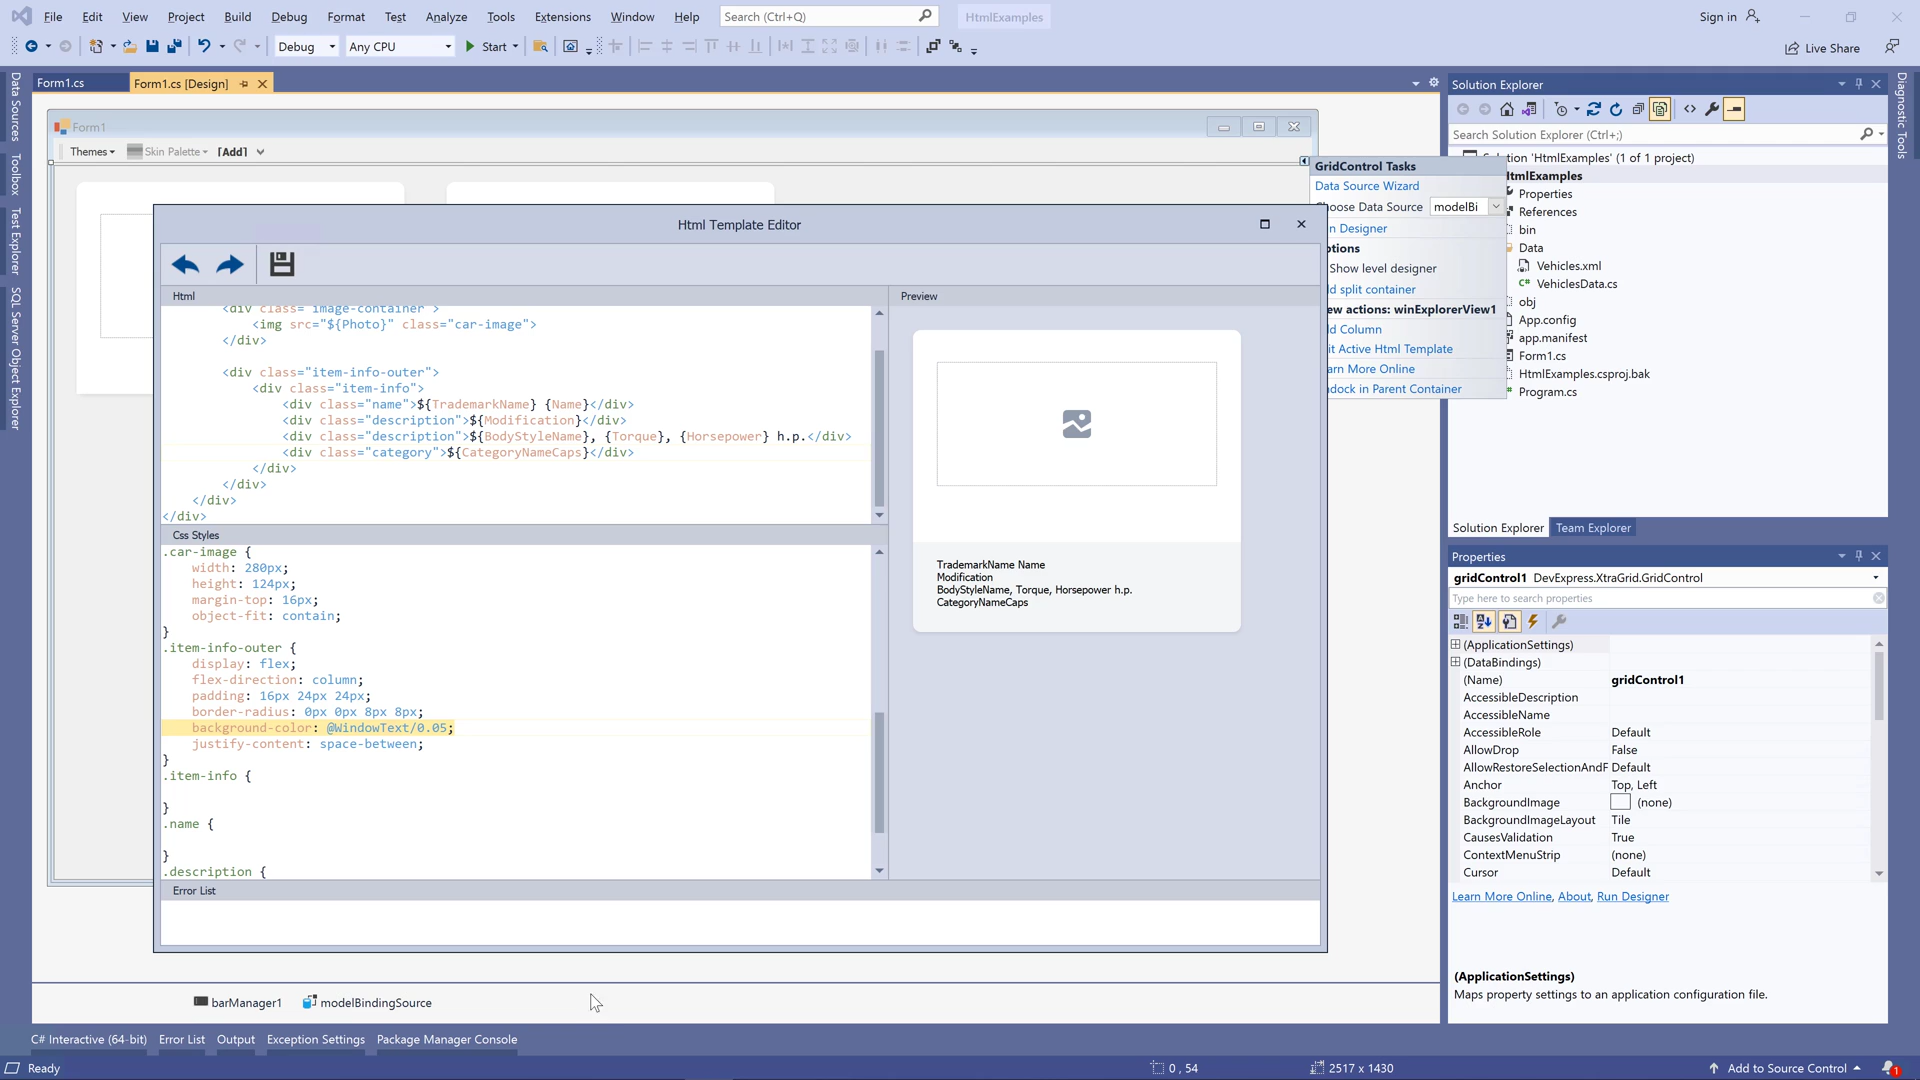 File Edit View Project Build Debug Format Test Analyze Tools Extensions Window Help Search (Ctrl+Q) HtmlExamples Sign in
Debug Any CPU Start Live Share
Form1.cs Form1.cs [Design]
Data Sources
Toolbox
Test Explorer
SQL Server Object Explorer
Form1
Themes Skin Palette [Add]
Html Template Editor
Html
<div class="image-container">
<img src="${Photo}" class="car-image">
</div>
<div class="item-info-outer">
<div class="item-info">
<div class="name">${TrademarkName} {Name}</div>
<div class="description">${Modification}</div>
<div class="description">${BodyStyleName}, {Torque}, {Horsepower} h.p.</div>
<div class="category">${CategoryNameCaps}</div>
</div>
</div>
</div>
</div>
Css Styles
.car-image {
width: 280px;
height: 124px;
margin-top: 16px;
object-fit: contain;
}
.item-info-outer {
display: flex;
flex-direction: column;
padding: 16px 24px 24px;
border-radius: 0px 0px 8px 8px;
background-color: @WindowText/0.05;
justify-content: space-between;
}
.item-info {
}
.name {
}
.description {
Error List
Preview
TrademarkName Name
Modification
BodyStyleName, Torque, Horsepower h.p.
CategoryNameCaps
GridControl Tasks
Data Source Wizard
hoose Data Source modelBi
n Designer
ptions
Show level designer
d split container
ew actions: winExplorerView1
ld Column
it Active Html Template
arn More Online
ndock in Parent Container
Solution Explorer
Search Solution Explorer (Ctrl+;)
ution 'HtmlExamples' (1 of 1 project)
tmlExamples
Properties
References
bin
Data
Vehicles.xml
C# VehiclesData.cs
obj
App.config
app.manifest
Form1.cs
HtmlExamples.csproj.bak
Program.cs
Solution Explorer Team Explorer
Diagnostic Tools
Properties
gridControl1 DevExpress.XtraGrid.GridControl
Type here to search properties
(ApplicationSettings)
(DataBindings)
(Name) gridControl1
AccessibleDescription
AccessibleName
AccessibleRole Default
AllowDrop False
AllowRestoreSelectionAndF Default
Anchor Top, Left
BackgroundImage (none)
BackgroundImageLayout Tile
CausesValidation True
ContextMenuStrip (none)
Cursor Default
Learn More Online, About, Run Designer
(ApplicationSettings)
Maps property settings to an application configuration file.
barManager1 modelBindingSource
C# Interactive (64-bit) Error List Output Exception Settings Package Manager Console
Ready 0 , 54 2517 x 1430 Add to Source Control 1